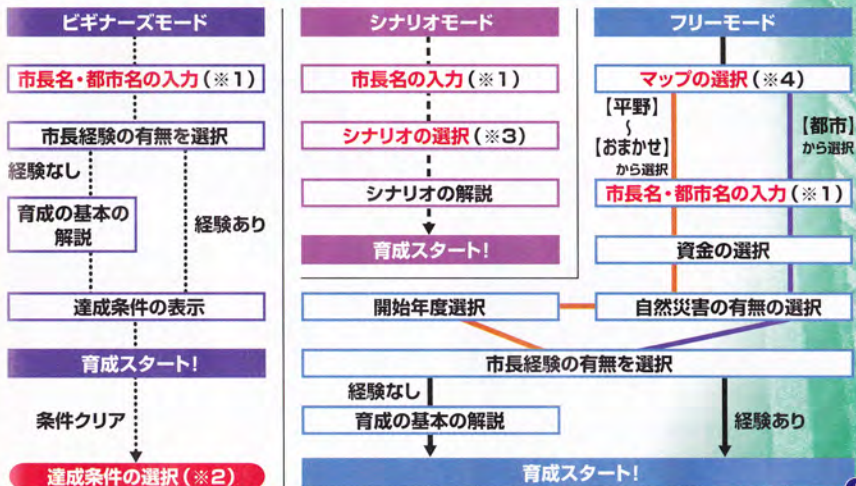 ビギナーズモード
市長名・都市名の入力(※1)
市長経験の有無を選択
経験なし
育成の基本の
解説
経験あり
達成条件の表示
育成スタート!
条件クリア
達成条件の選択(※2)
シナリオモード
市長名の入力(※1)
シナリオの選択(※3)
シナリオの解説
育成スタート!
フリーモード
マップの選択(※4)
【平野】
〜
【おまかせ】
から選択
【都市】
から選択
市長名・都市名の入力(※1)
資金の選択
開始年度選択
自然災害の有無の選択
市長経験の有無を選択
経験なし
育成の基本の解説
経験あり
育成スタート!